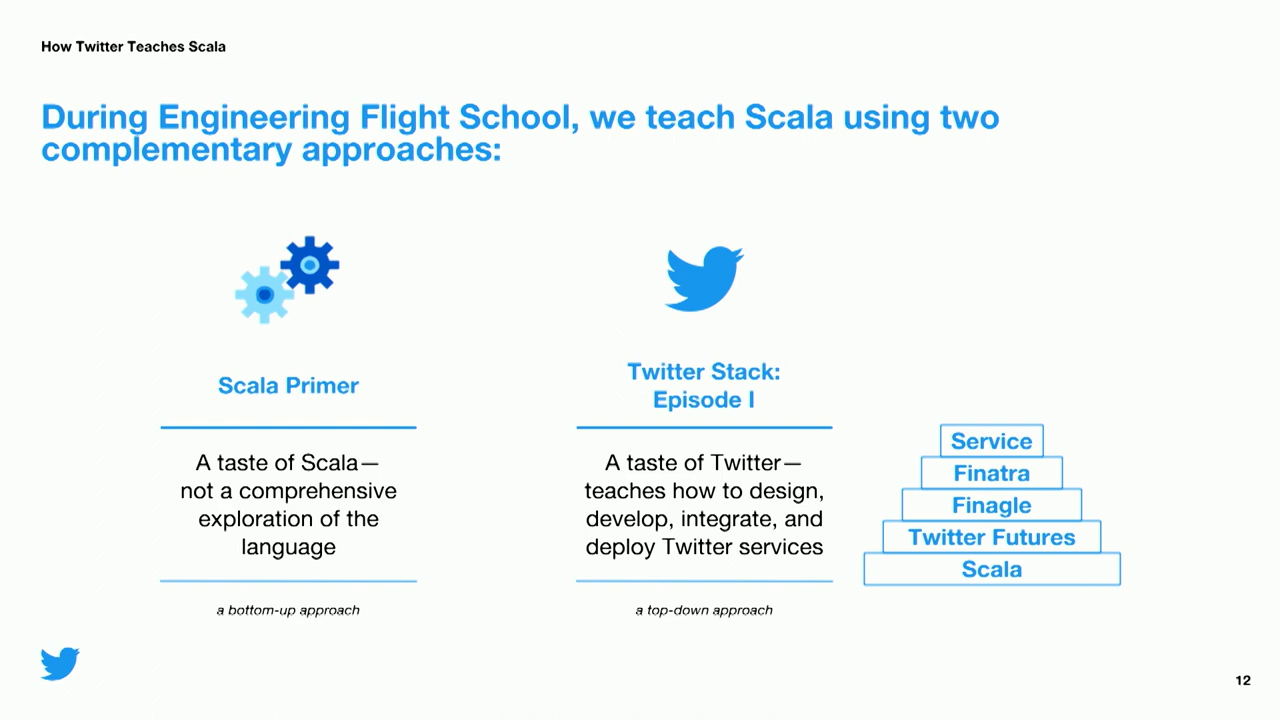 How Twitter Teaches Scala
During Engineering Flight School, we teach Scala using two
complementary approaches:
Scala Primer
A taste of Scala—
not a comprehensive
exploration of the
language
a bottom-up approach
Twitter Stack:
Episode I
A taste of Twitter—
teaches how to design,
develop, integrate, and
deploy Twitter services
a top-down approach
Service
Finatra
Finagle
Twitter Futures
Scala
12